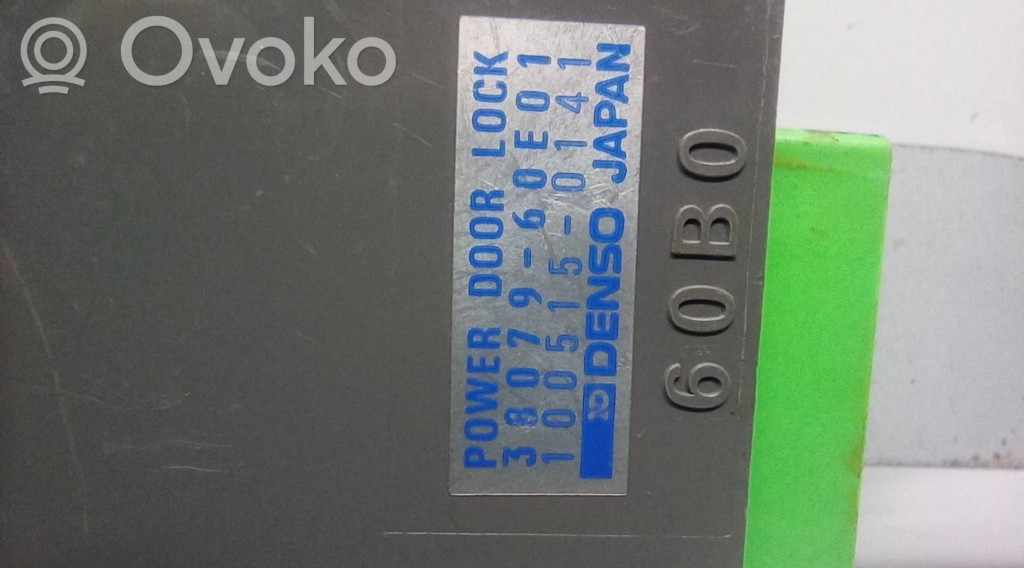 Ovoko
POWER DOOR LOCK
38079-60E01
100515-0141
DENSO JAPAN
60B0